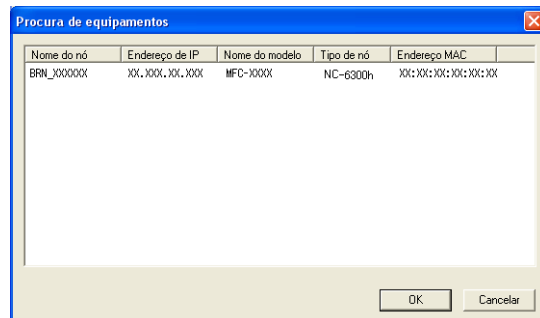 Procura de equipamentos
Nome do nó Endereço de IP Nome do modelo Tipo de nó Endereço MAC
BRN_XXXXXX XX.XXX.XX.XXX MFC-XXXX NC-6300h XX:XX:XX:XX:XX:XX
OK Cancelar